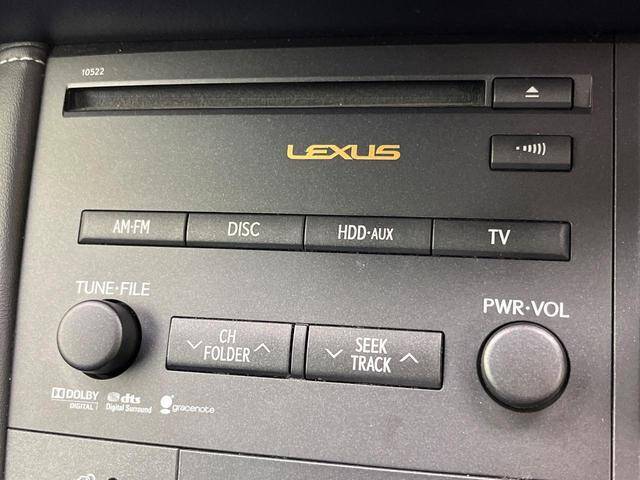 10522
LEXUS
AM·FM DISC HDD·AUX TV
TUNE·FILE
PWR·VOL
CH
FOLDER
SEEK
TRACK
DOLBY
DIGITAL
dts
Digital Surround
gracenote